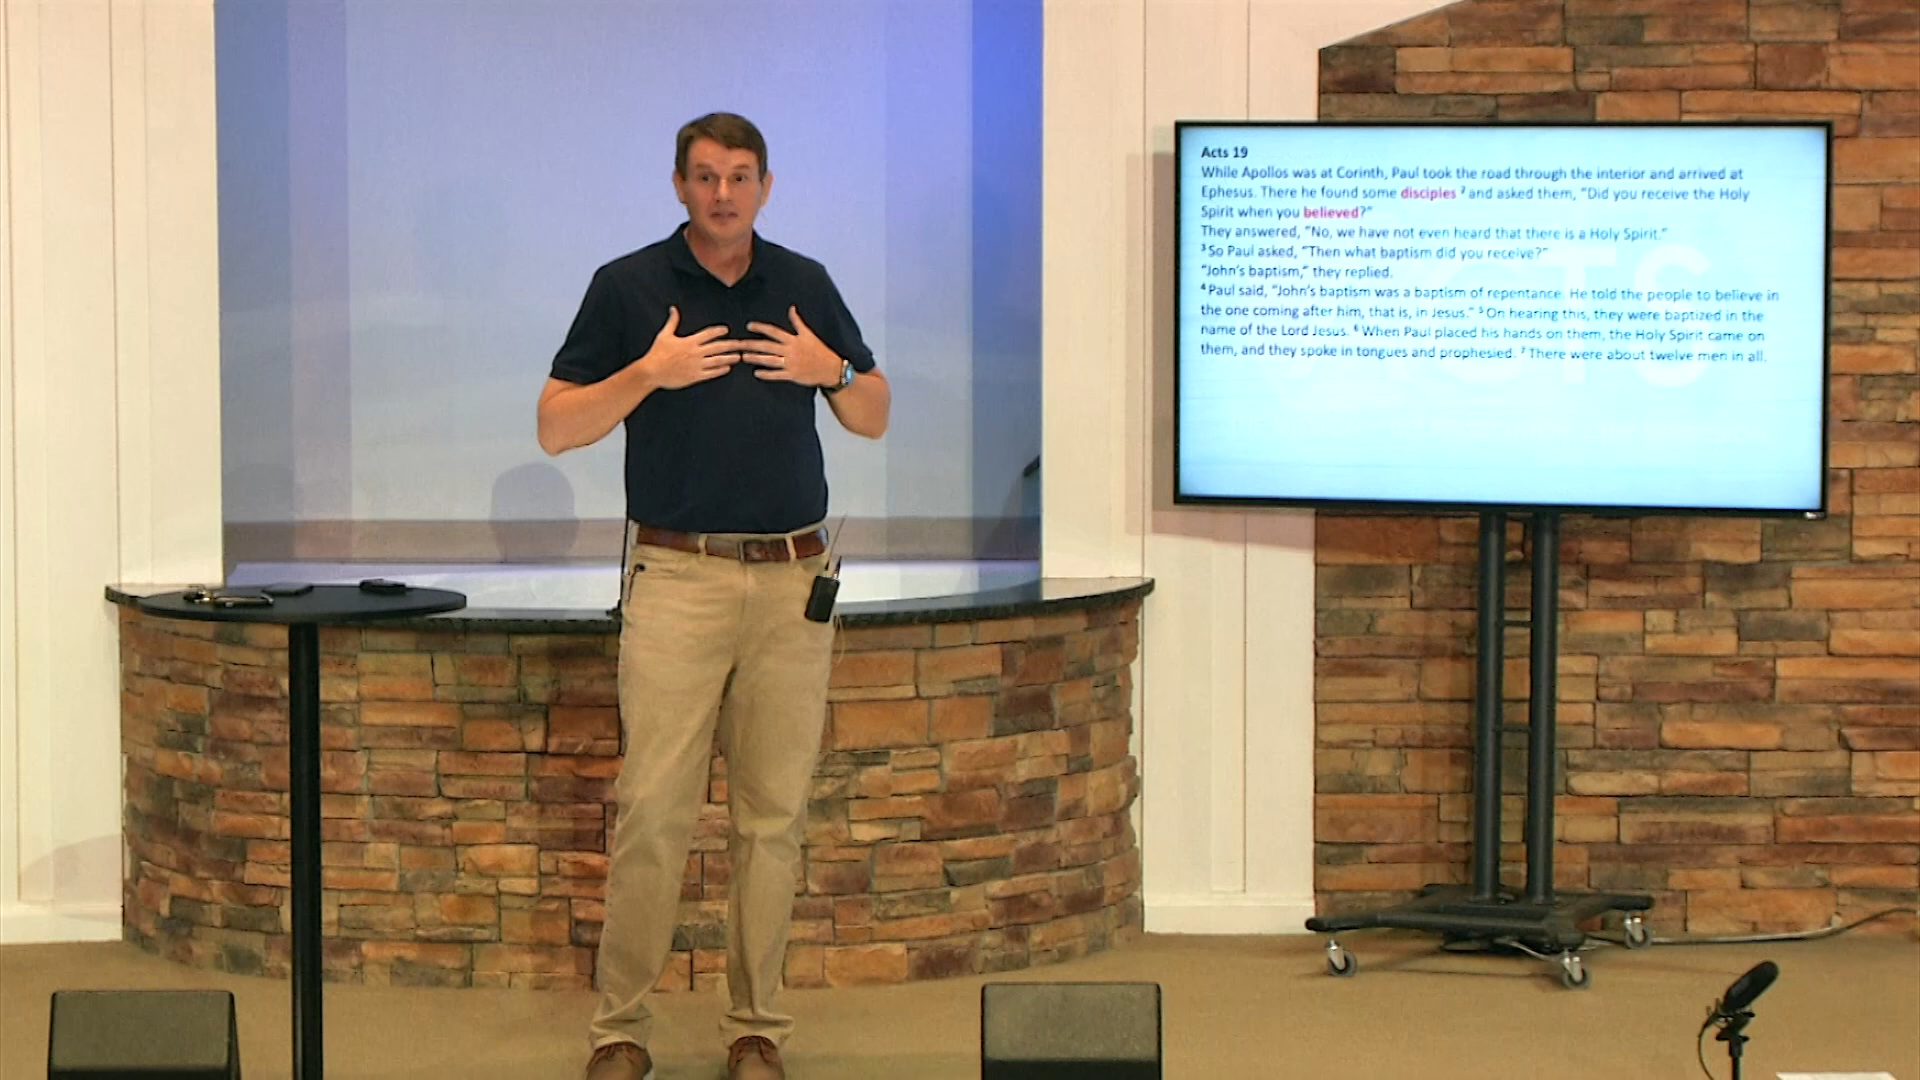 Acts 19
While Apollos was at Corinth, Paul took the road through the interior and arrived at
Ephesus. There he found some disciples ² and asked them, “Did you receive the Holy
Spirit when you believed?”
They answered, “No, we have not even heard that there is a Holy Spirit.”
³ So Paul asked, “Then what baptism did you receive?”
“John’s baptism,” they replied.
⁴ Paul said, “John’s baptism was a baptism of repentance. He told the people to believe in
the one coming after him, that is, in Jesus.” ⁵ On hearing this, they were baptized in the
name of the Lord Jesus. ⁶ When Paul placed his hands on them, the Holy Spirit came on
them, and they spoke in tongues and prophesied. ⁷ There were about twelve men in all.